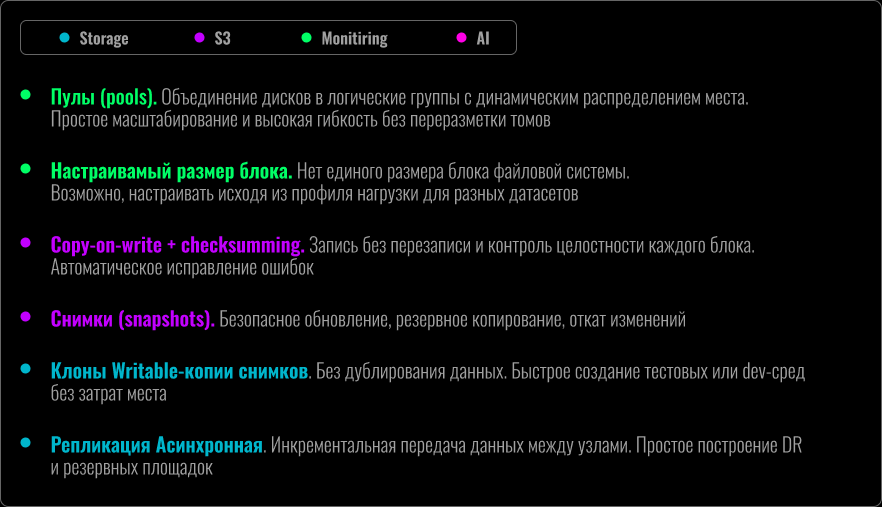 Storage S3 Monitiring AI
Пулы (pools). Объединение дисков в логические группы с динамическим распределением места.
Простое масштабирование и высокая гибкость без переразметки томов
Настраивамый размер блока. Нет единого размера блока файловой системы.
Возможно, настраивать исходя из профиля нагрузки для разных датасетов
Copy-on-write + checksumming. Запись без перезаписи и контроль целостности каждого блока.
Автоматическое исправление ошибок
Снимки (snapshots). Безопасное обновление, резервное копирование, откат изменений
Клоны Writable-копии снимков. Без дублирования данных. Быстрое создание тестовых или dev-сред
без затрат места
Репликация Асинхронная. Инкрементальная передача данных между узлами. Простое построение DR
и резервных площадок